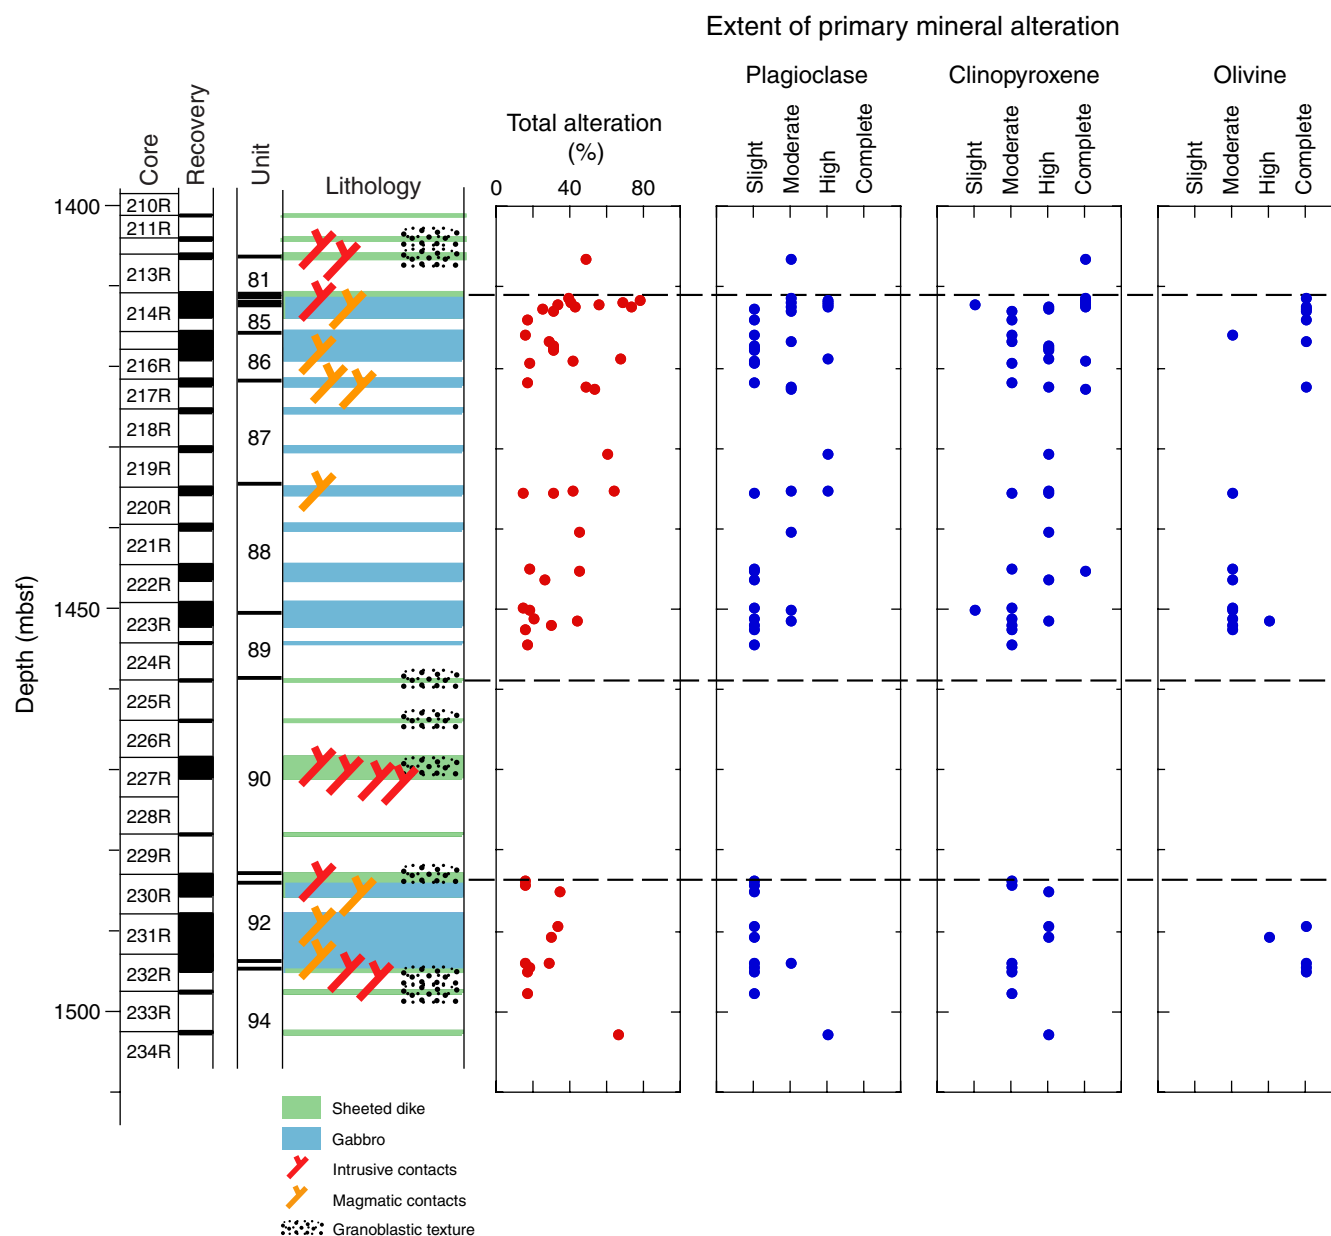 Extent of primary mineral alteration
Plagioclase Clinopyroxene Olivine
Total alteration
(%)
Core Recovery Unit Lithology
Slight Moderate High Complete Slight Moderate High Complete Slight Moderate High Complete
0 40 80
Depth (mbsf)
1400
1450
1500
210R
211R
213R
214R
216R
217R
218R
219R
220R
221R
222R
223R
224R
225R
226R
227R
228R
229R
230R
231R
232R
233R
234R
81
85
86
87
88
89
90
92
94
Sheeted dike
Gabbro
Intrusive contacts
Magmatic contacts
Granoblastic texture